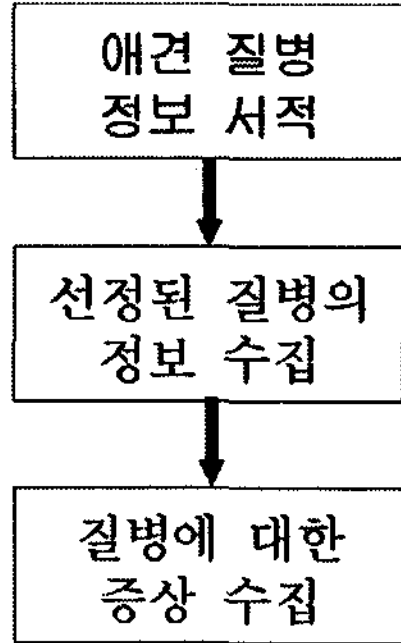 애견 질병
정보 서적
선정된 질병의
정보 수집
질병에 대한
증상 수집